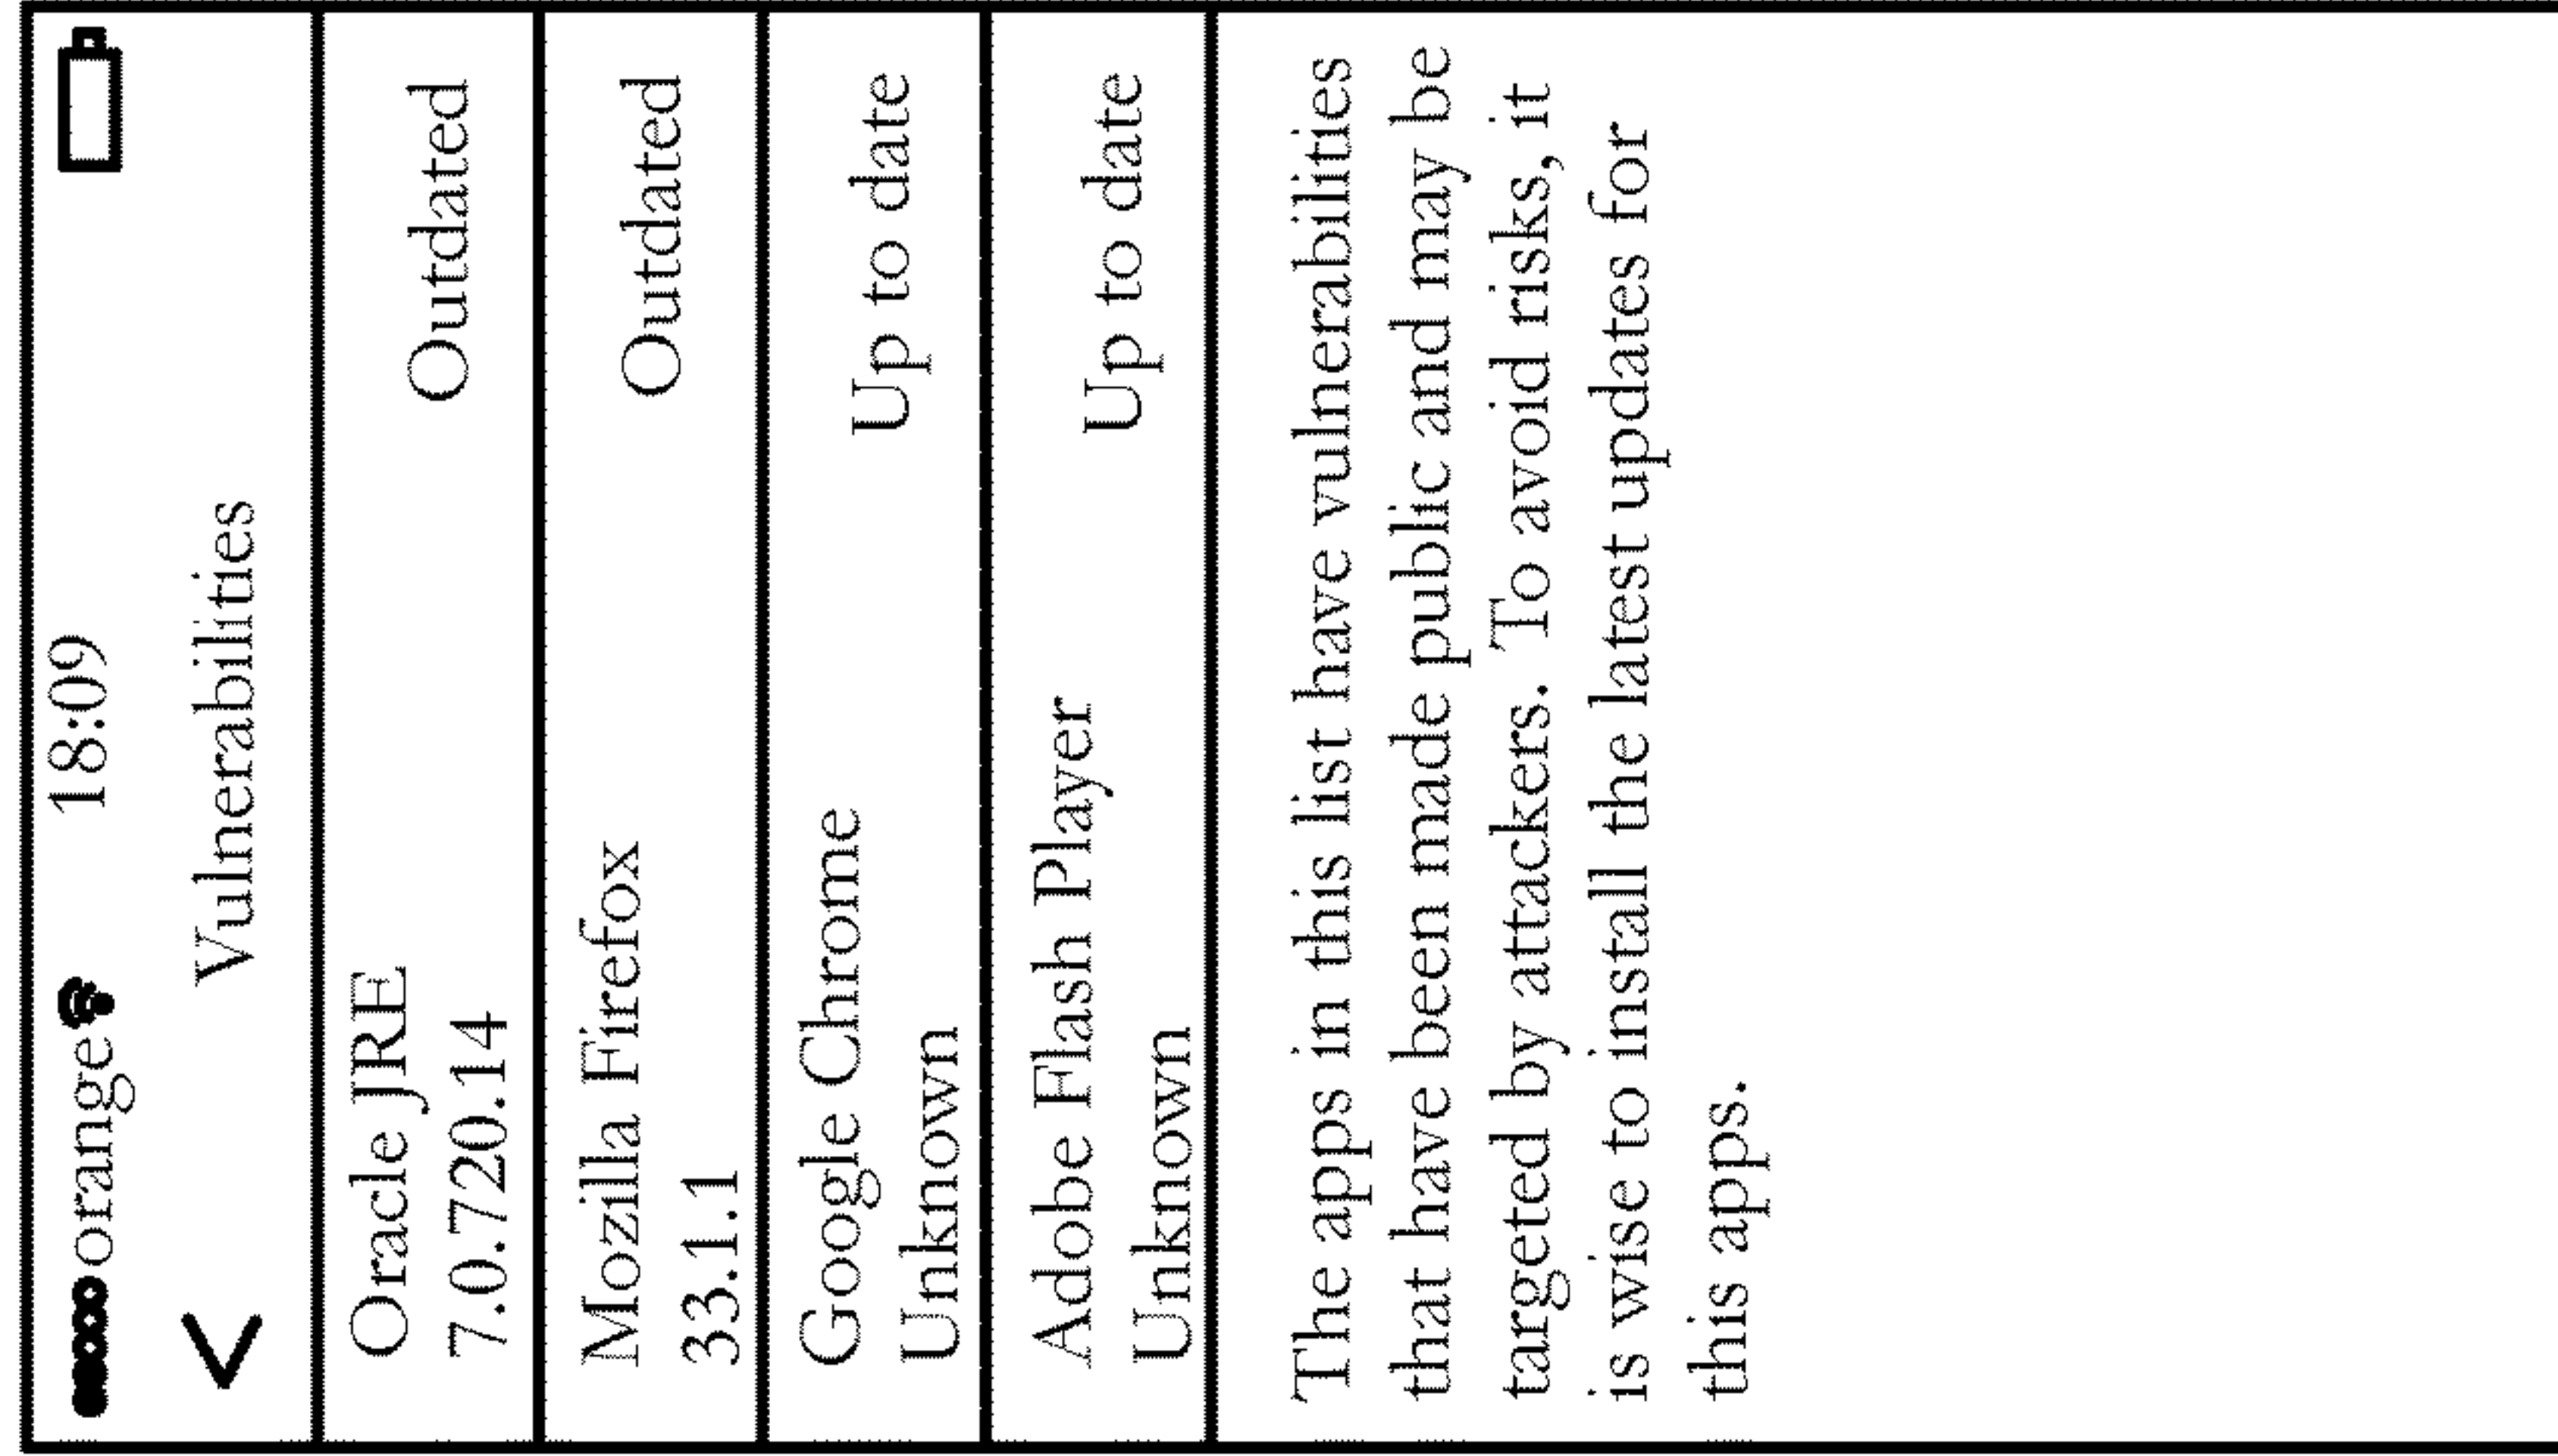 orange 18:09
< Vulnerabilities
Oracle JRE
7.0.720.14
Outdated
Mozilla Firefox
33.1.1
Outdated
Google Chrome
Unknown
Up to date
Adobe Flash Player
Unknown
Up to date
The apps in this list have vulnerabilities
that have been made public and may be
targeted by attackers. To avoid risks, it
is wise to install the latest updates for
this apps.